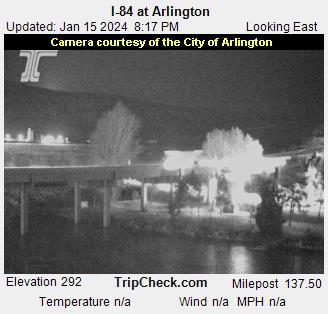 I-84 at Arlington
Updated: Jan 15 2024 8:17 PM Looking East
Camera courtesy of the City of Arlington
Elevation 292 TripCheck.com Milepost 137.50
Temperature n/a Wind n/a MPH n/a